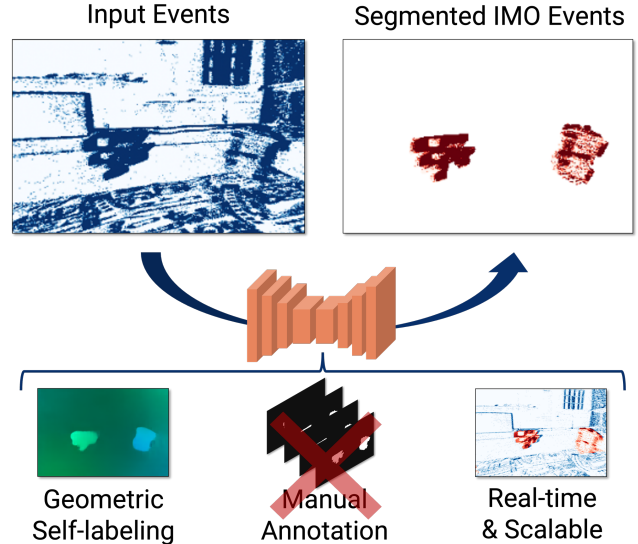 Input Events
Segmented IMO Events
Geometric
Self-labeling
Manual
Annotation
Real-time
& Scalable